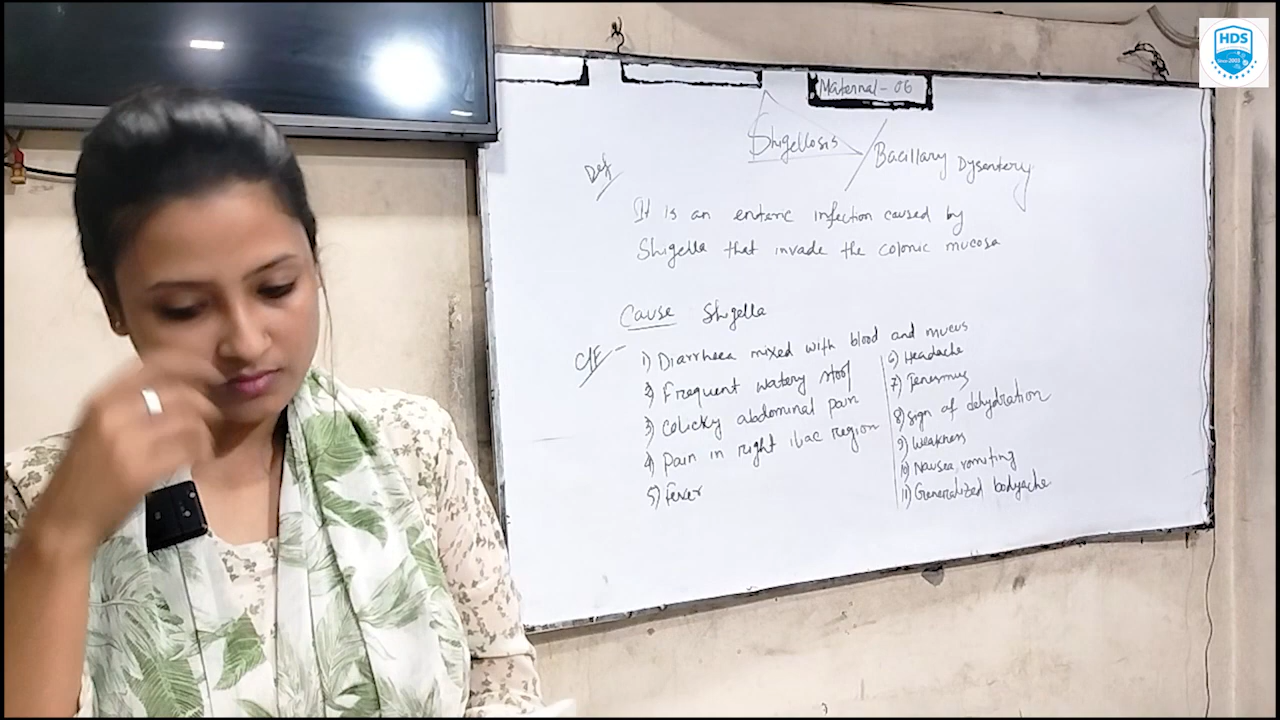 HDS
Since 2003
Maternal - 06
Shigellosis / Bacillary Dysentery
Def
It is an enteric infection caused by
Shigella that invade the colonic mucosa
Cause Shigella
C/F -
1) Diarrhea mixed with blood and mucus
2) Frequent watery stool
3) Colicky abdominal pain
4) Pain in right iliac region
5) Fever
6) Headache
7) Tenesmus
8) Sign of dehydration
9) Weakness
10) Nausea, vomiting
11) Generalized bodyache